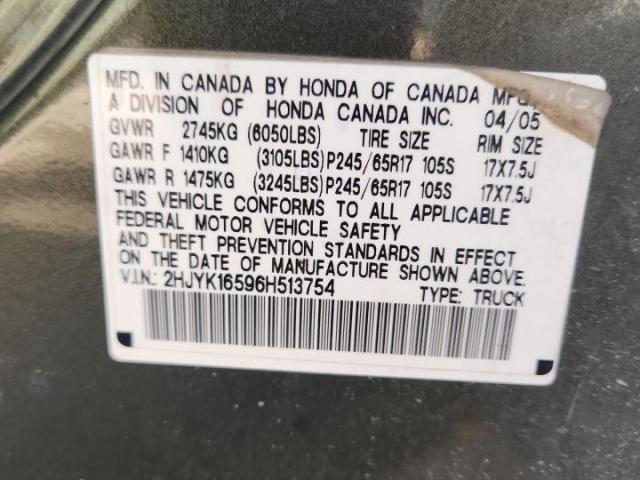 MFD. IN CANADA BY HONDA OF CANADA MFG.,
A DIVISION OF HONDA CANADA INC. 04/05
GVWR 2745KG (6050LBS) TIRE SIZE RIM SIZE
GAWR F 1410KG (3105LBS) P245/65R17 105S 17X7.5J
GAWR R 1475KG (3245LBS) P245/65R17 105S 17X7.5J
THIS VEHICLE CONFORMS TO ALL APPLICABLE
FEDERAL MOTOR VEHICLE SAFETY
AND THEFT PREVENTION STANDARDS IN EFFECT
ON THE DATE OF MANUFACTURE SHOWN ABOVE.
V.I.N.: 2HJYK16596H513754 TYPE: TRUCK